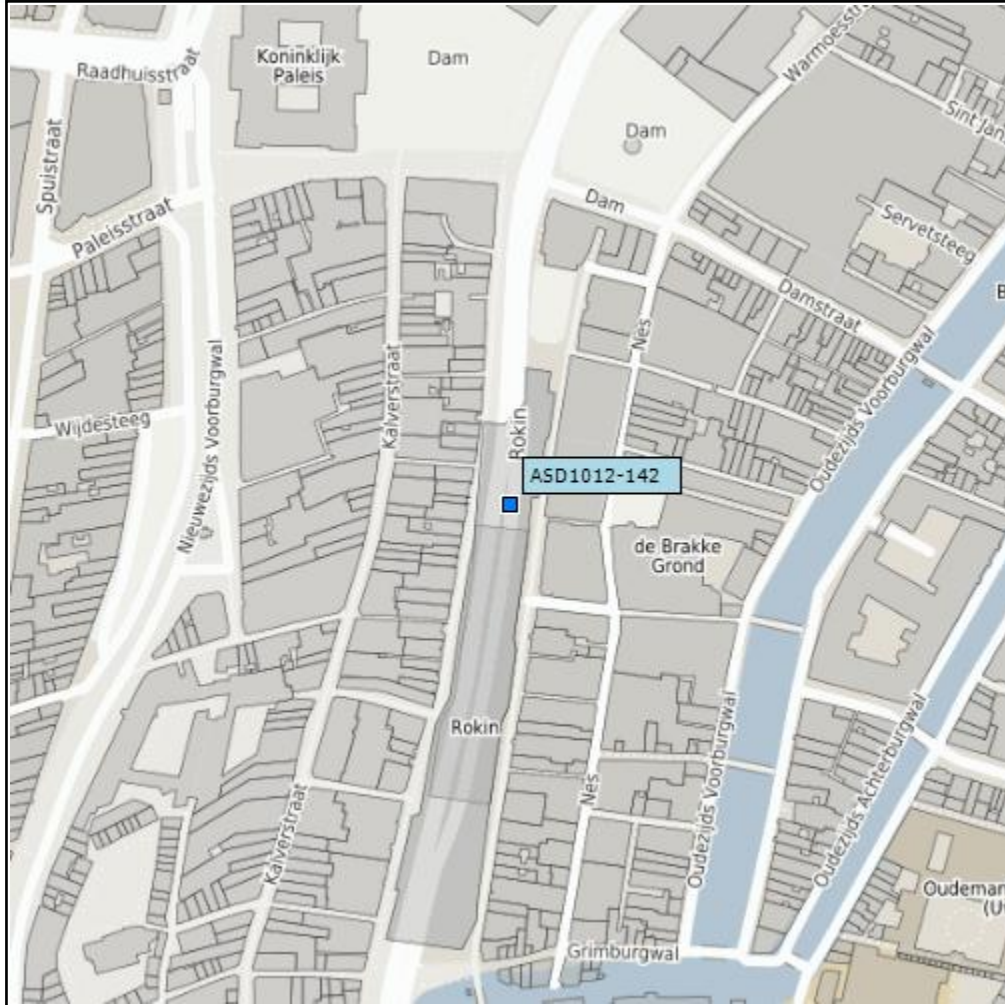 Koninklijk
Paleis
Dam
Raadhuisstraat
Warmoesstr
Spuistraat
Dam
Sint Jan
Paleisstraat
Dam
Servetsteeg
Damstraat
Nes
Kalverstraat
Nieuwezijds Voorburgwal
Oudezijds Voorburgwal
Wijdesteeg
Rokin
ASD1012-142
de Brakke
Grond
Rokin
Nes
Kalverstraat
Oudezijds Voorburgwal
Oudezijds Achterburgwal
Oudeman
(U
Grimburgwal